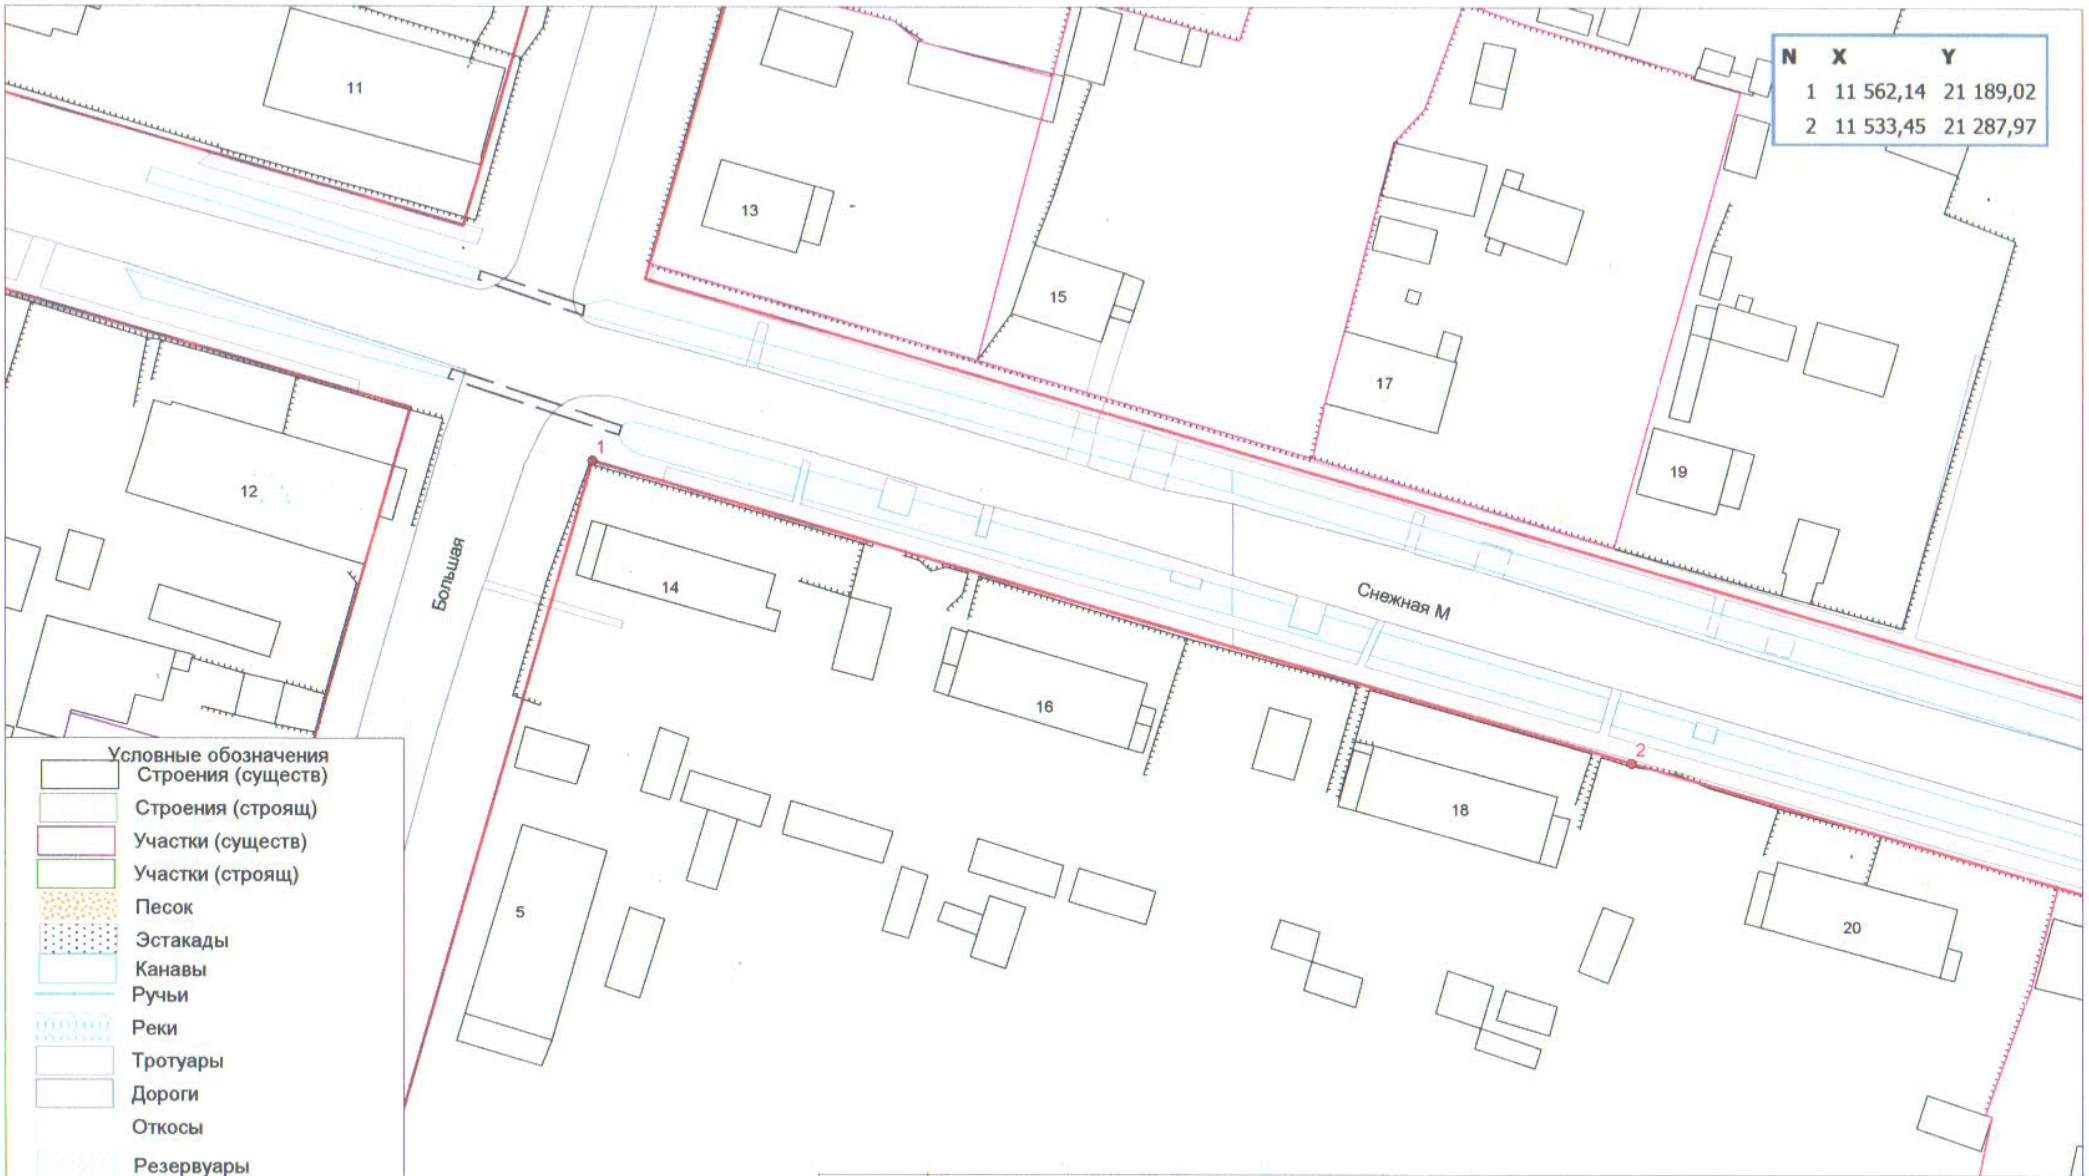 N X Y
1 11 562,14 21 189,02
2 11 533,45 21 287,97
11
13
15
17
19
12
1
14
Большая
Снежная М
16
2
18
5
20
Условные обозначения
Строения (существ)
Строения (строящ)
Участки (существ)
Участки (строящ)
Песок
Эстакады
Канавы
Ручьи
Реки
Тротуары
Дороги
Откосы
Резервуары